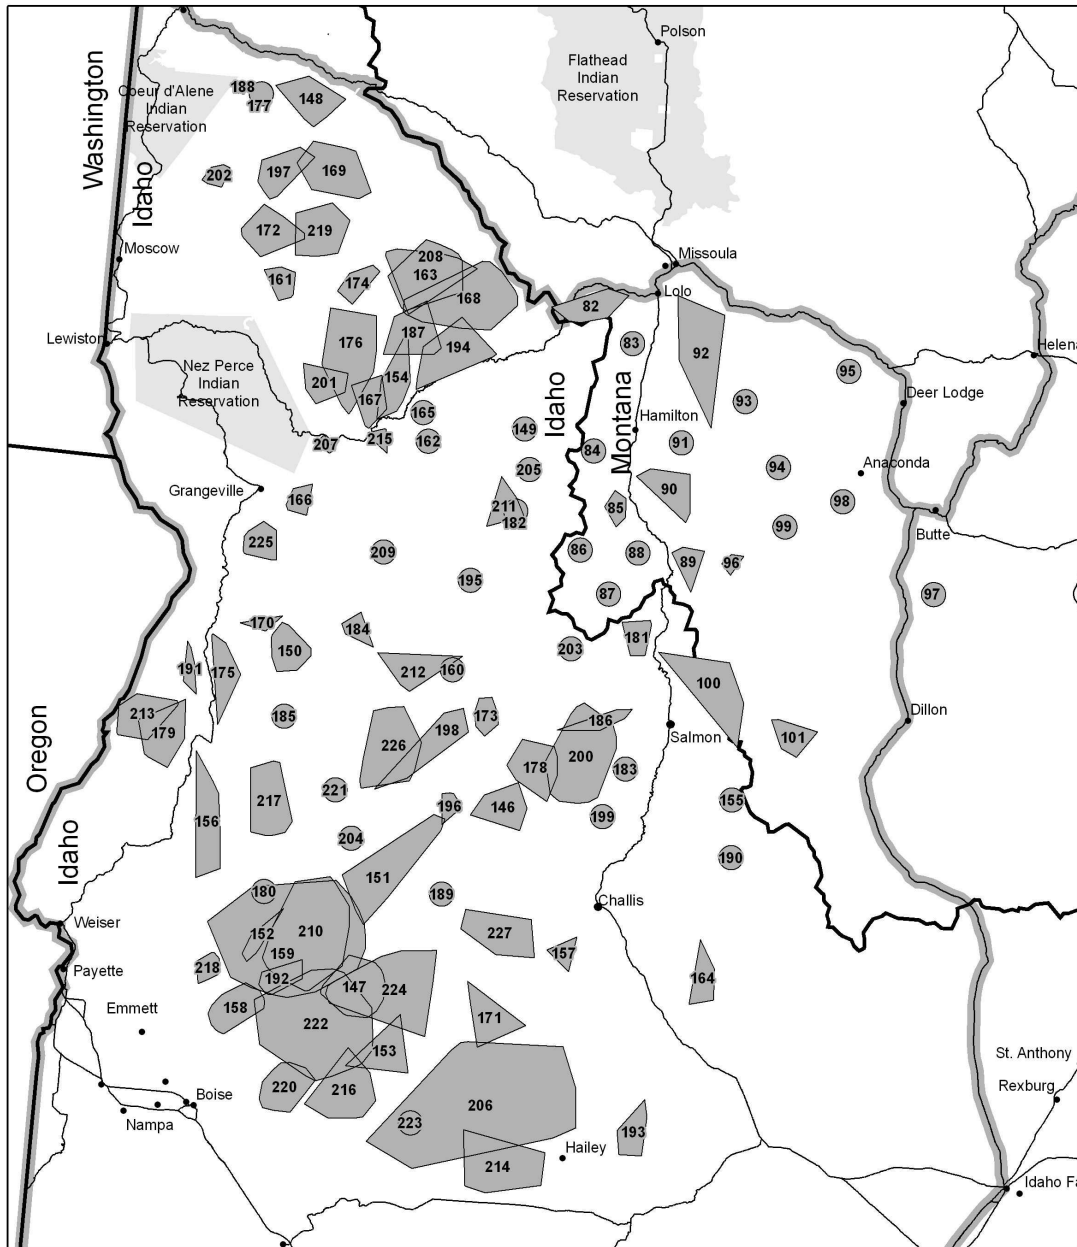 Polson
Flathead
Indian
Reservation
Washington
Idaho
Coeur d'Alene
Indian
Reservation
188
177
148
202
197
169
172
219
Moscow
161
174
208
163
168
Missoula
Lolo
82
83
92
Lewiston
Nez Perce
Indian
Reservation
176
187
194
201
154
167
165
Helena
95
93
Deer Lodge
Idaho
Montana
Hamilton
207
215
162
149
84
91
205
94
Anaconda
Grangeville
166
211
182
85
90
98
99
Butte
225
209
86
88
89
96
195
87
97
170
184
150
191
175
212
160
203
181
100
213
179
185
226
198
173
186
Salmon
101
Dillon
Oregon
178
200
183
217
221
196
146
199
155
156
204
Idaho
151
190
180
189
Challis
Weiser
152
210
159
227
157
218
Payette
192
147
224
164
Emmett
158
222
171
153
St. Anthony
Rexburg
220
216
Boise
206
Nampa
223
193
Hailey
214
Idaho Fa